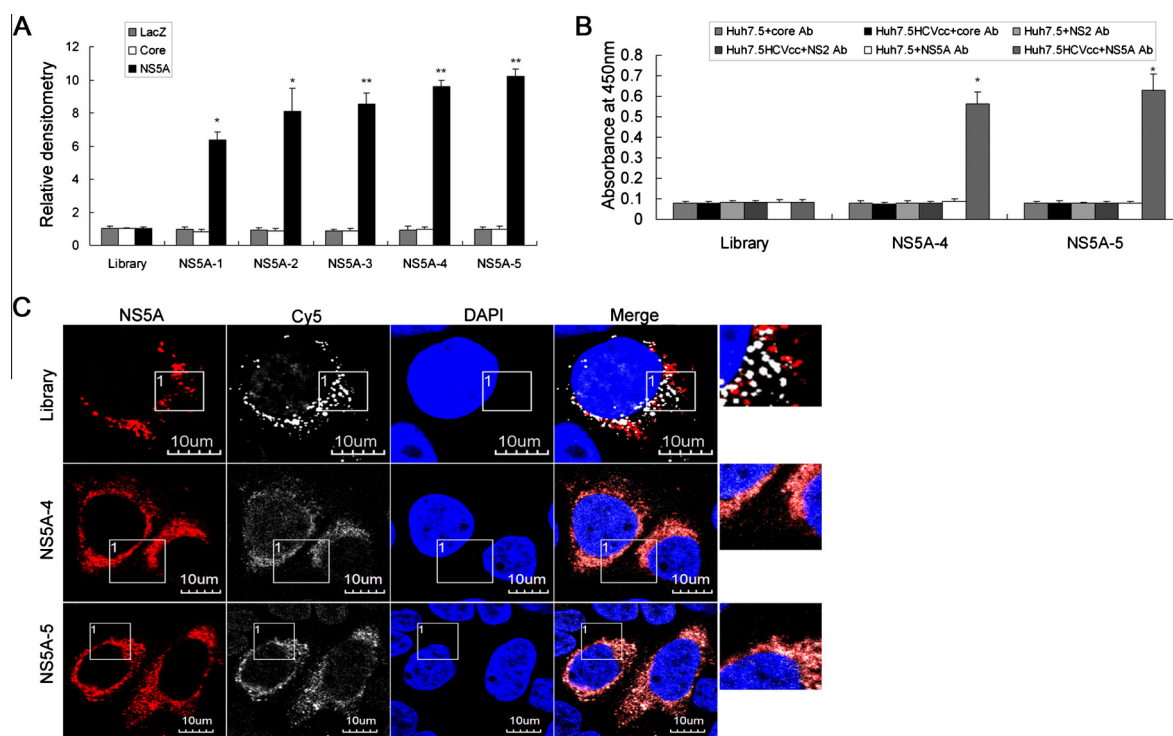 A
LacZ
Core
NS5A
Relative densitometry
12
10
8
6
4
2
0
*
*
**
**
**
Library
NS5A-1
NS5A-2
NS5A-3
NS5A-4
NS5A-5
B
Huh7.5+core Ab
Huh7.5HCVcc+core Ab
Huh7.5+NS2 Ab
Huh7.5HCVcc+NS2 Ab
Huh7.5+NS5A Ab
Huh7.5HCVcc+NS5A Ab
Absorbance at 450nm
0.8
0.7
0.6
0.5
0.4
0.3
0.2
0.1
0
*
*
Library
NS5A-4
NS5A-5
C
NS5A
Cy5
DAPI
Merge
Library
1
10um
1
10um
1
10um
1
10um
NS5A-4
1
10um
1
10um
1
10um
1
10um
NS5A-5
1
10um
1
10um
1
10um
1
10um